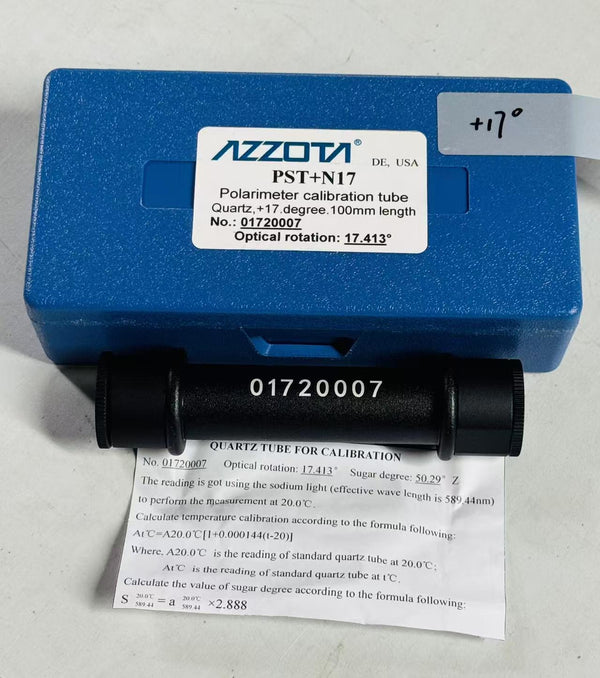 +17°
AZZOTA® DE, USA
PST+N17
Polarimeter calibration tube
Quartz,+17.degree.100mm length
No.: 01720007
Optical rotation: 17.413°
01720007
QUARTZ TUBE FOR CALIBRATION
No. 01720007 Optical rotation: 17.413° Sugar degree: 50.29° Z
The reading is got using the sodium light (effective wave length is 589.44nm)
to perform the measurement at 20.0℃.
Calculate temperature calibration according to the formula following:
At℃=A20.0℃[1+0.000144(t-20)]
Where, A20.0℃ is the reading of standard quartz tube at 20.0℃;
At℃ is the reading of standard quartz tube at t℃.
Calculate the value of sugar degree according to the formula following:
S 20.0℃ 589.44 = a 20.0℃ 589.44 ×2.888